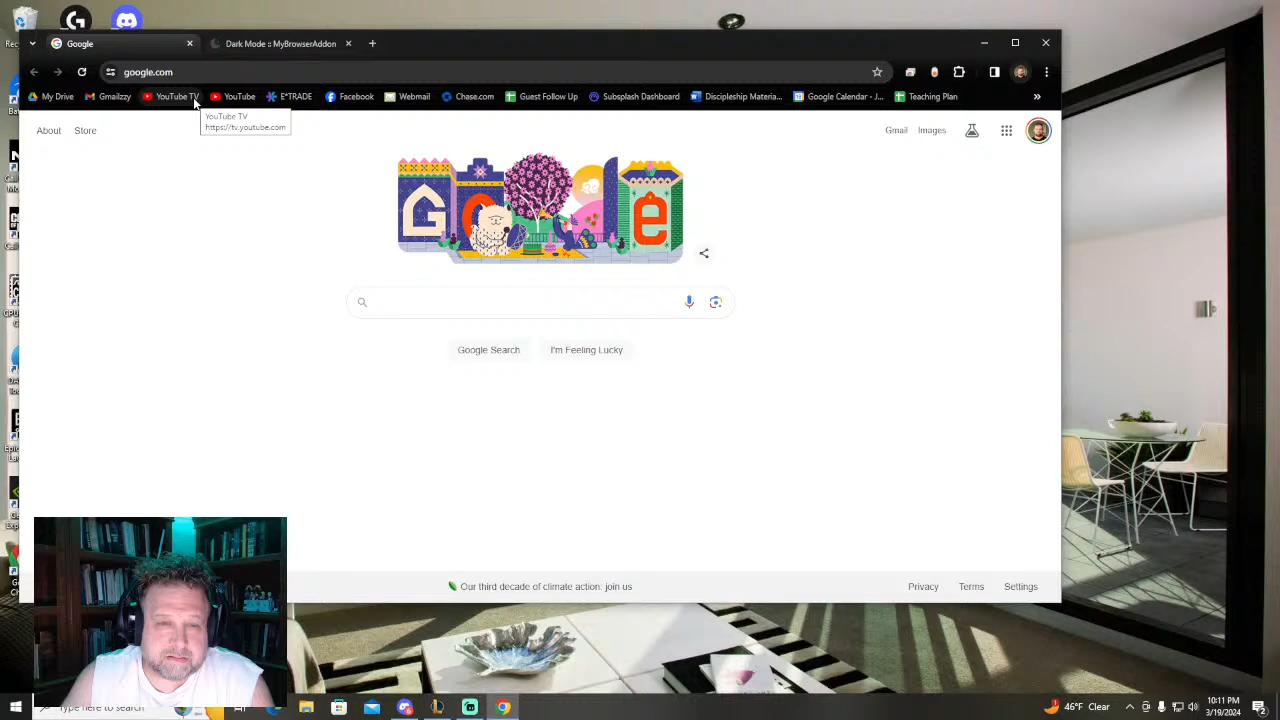 Google
Dark Mode :: MyBrowserAddon
google.com
My Drive
Gmailzzy
YouTube TV
YouTube
E*TRADE
Facebook
Webmail
Chase.com
Guest Follow Up
Subsplash Dashboard
Discipleship Materia...
Google Calendar - J...
Teaching Plan
YouTube TV
https://tv.youtube.com
About
Store
Gmail
Images
G
e
Google Search
I'm Feeling Lucky
Our third decade of climate action: join us
Privacy
Terms
Settings
Type here to search
46°F Clear
10:11 PM
3/19/2024